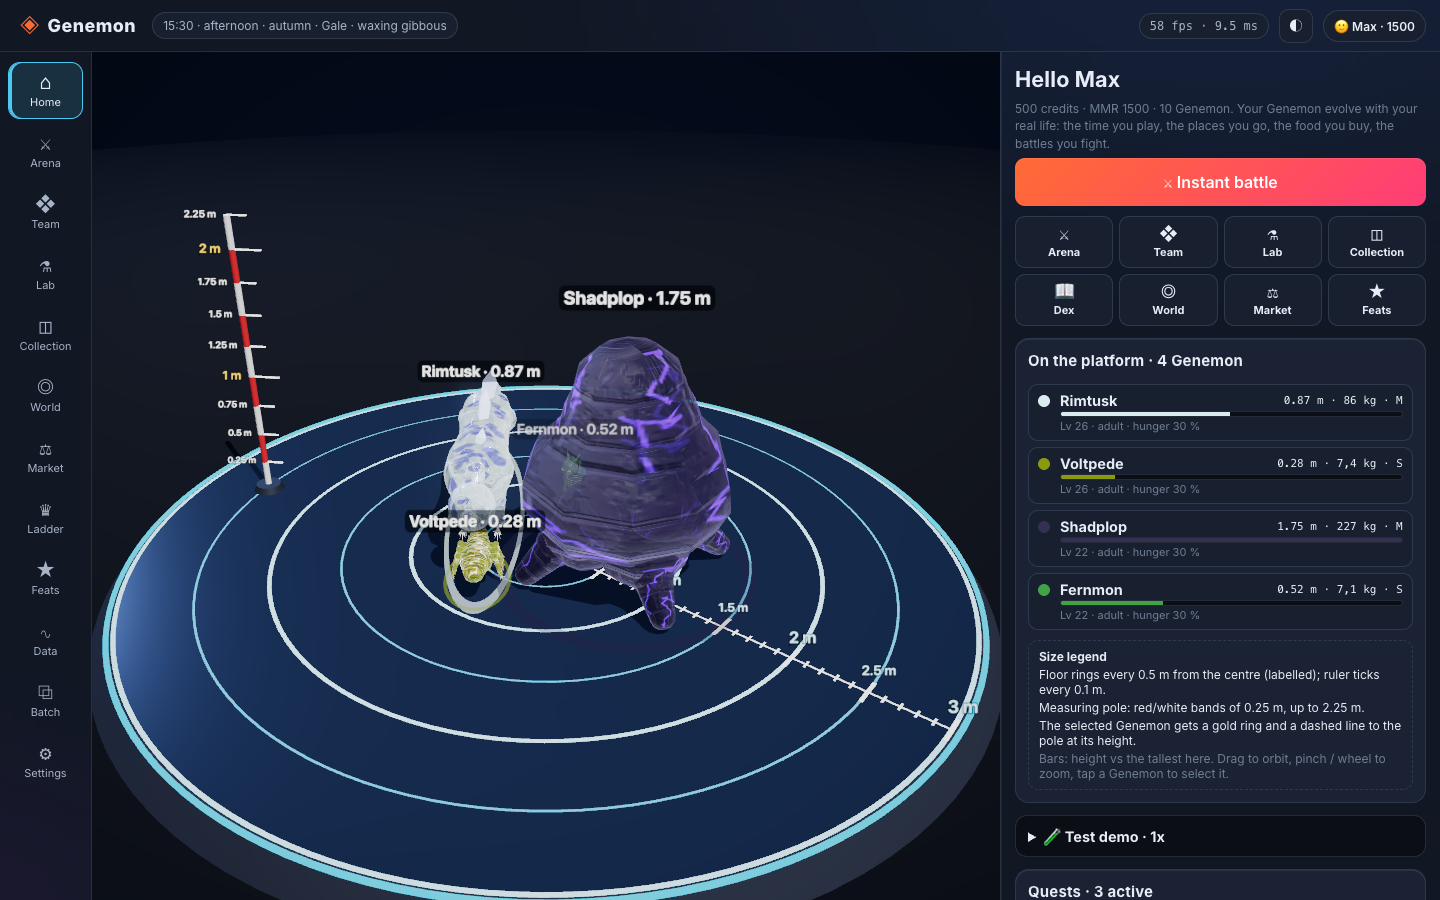 Genemon
15:30 · afternoon · autumn · Gale · waxing gibbous
58 fps · 9.5 ms
Max · 1500
Home
Arena
Team
Lab
Collection
World
Market
Ladder
Feats
Data
Batch
Settings
2.25 m
2 m
1.75 m
1.5 m
1.25 m
1 m
0.75 m
0.5 m
0.25 m
Shadplop · 1.75 m
Rimtusk · 0.87 m
Fernmon · 0.52 m
Voltpede · 0.28 m
1.5 m
2 m
2.5 m
3 m
Hello Max
500 credits · MMR 1500 · 10 Genemon. Your Genemon evolve with your
real life: the time you play, the places you go, the food you buy, the
battles you fight.
Instant battle
Arena
Team
Lab
Collection
Dex
World
Market
Feats
On the platform · 4 Genemon
Rimtusk 0.87 m · 86 kg · M
Lv 26 · adult · hunger 30 %
Voltpede 0.28 m · 7,4 kg · S
Lv 26 · adult · hunger 30 %
Shadplop 1.75 m · 227 kg · M
Lv 22 · adult · hunger 30 %
Fernmon 0.52 m · 7,1 kg · S
Lv 22 · adult · hunger 30 %
Size legend
Floor rings every 0.5 m from the centre (labelled); ruler ticks
every 0.1 m.
Measuring pole: red/white bands of 0.25 m, up to 2.25 m.
The selected Genemon gets a gold ring and a dashed line to the
pole at its height.
Bars: height vs the tallest here. Drag to orbit, pinch / wheel to
zoom, tap a Genemon to select it.
Test demo · 1x
Quests · 3 active